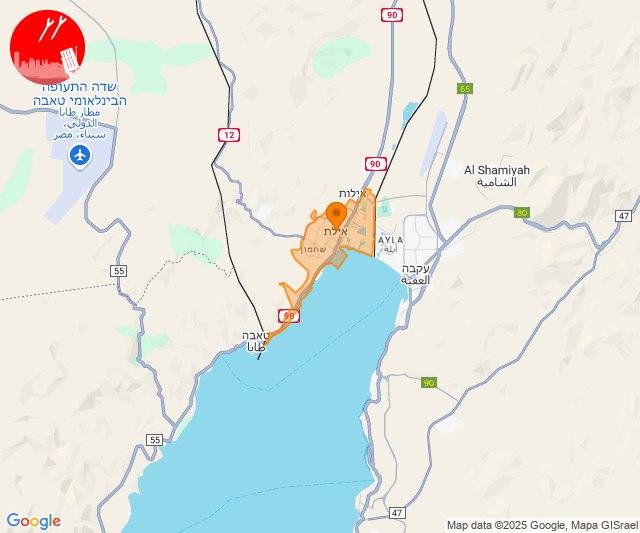 90
65
שדה התעופה
הבינלאומי טאבה
مطار طابا
الدولي،
سيناء، مصر
12
90
Al Shamiyah
الشامية
אילות
80
47
אילת
AYLA
أيلة
שחמון
עקבה
العقبة
55
90
טאבה
طابا
90
55
47
Google
Map data ©2025 Google, Mapa GISrael